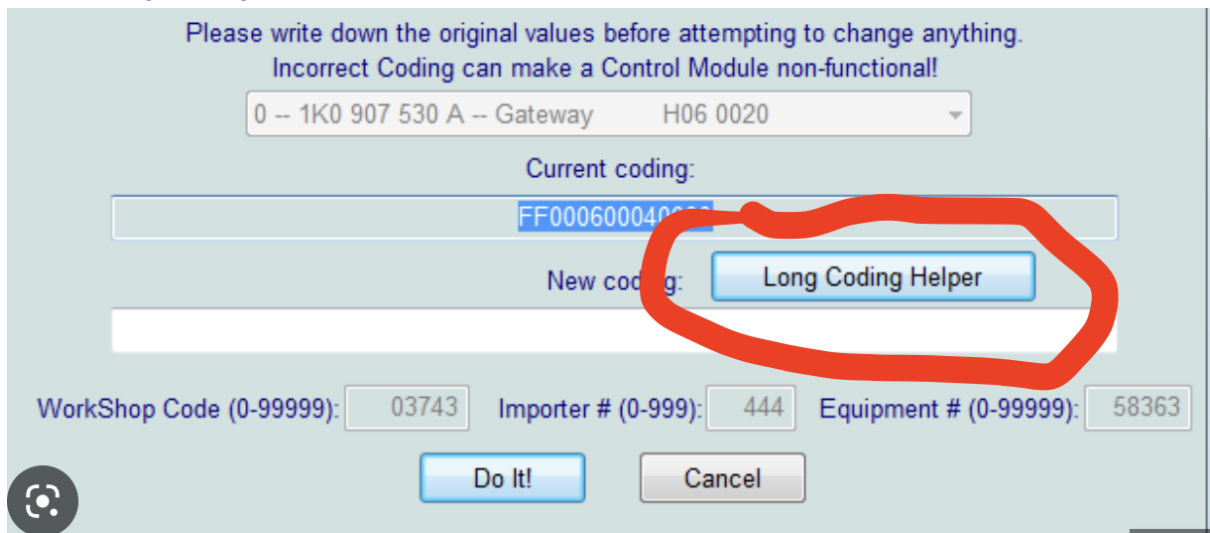 Please write down the original values before attempting to change anything.
Incorrect Coding can make a Control Module non-functional!
0 -- 1K0 907 530 A -- Gateway H06 0020
Current coding:
New coding: Long Coding Helper
WorkShop Code (0-99999): 03743 Importer # (0-999): 444 Equipment # (0-99999): 58363
Do It! Cancel